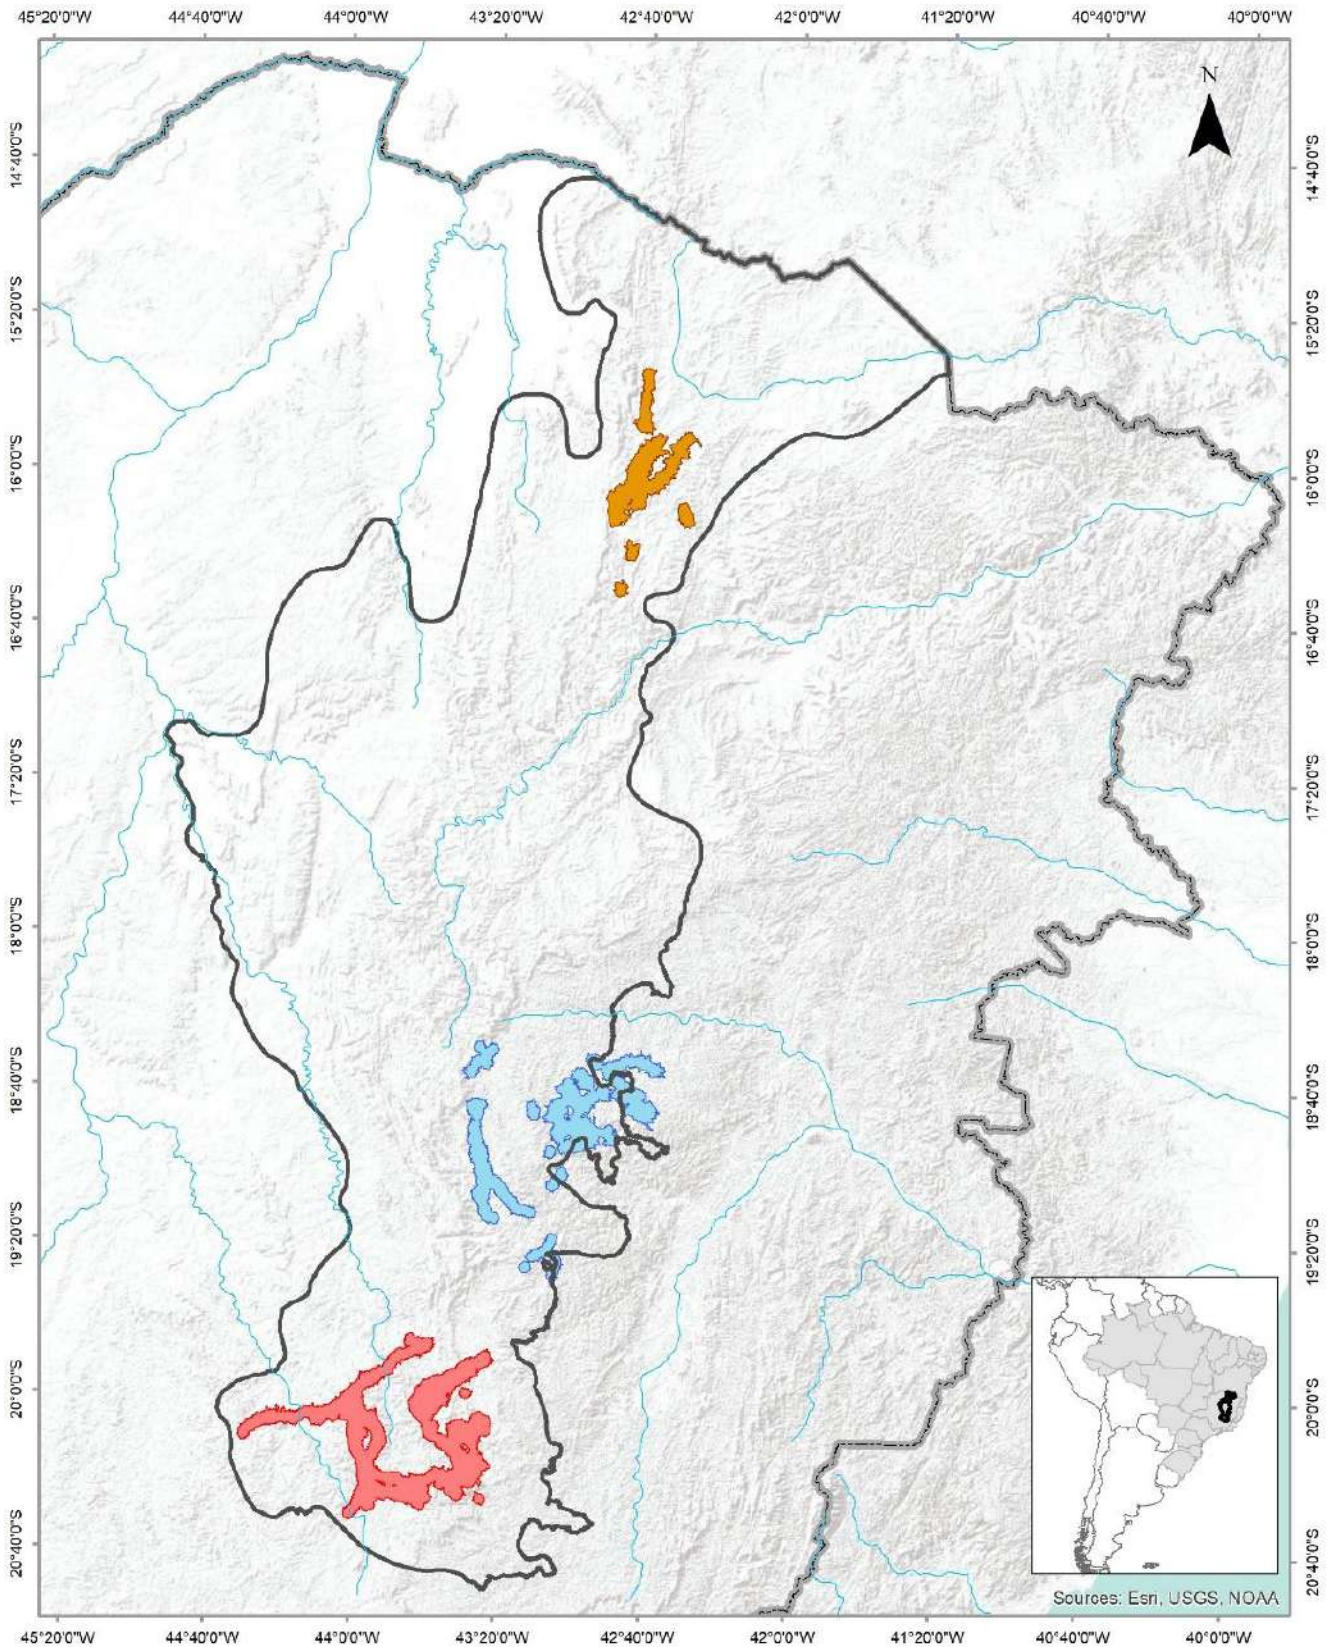 45°20'0"W 44°40'0"W 44°0'0"W 43°20'0"W 42°40'0"W 42°0'0"W 41°20'0"W 40°40'0"W 40°0'0"W
N
14°40'0"S 14°40'0"S
15°20'0"S 15°20'0"S
16°0'0"S 16°0'0"S
16°40'0"S 16°40'0"S
17°20'0"S 17°20'0"S
18°0'0"S 18°0'0"S
18°40'0"S 18°40'0"S
19°20'0"S 19°20'0"S
20°0'0"S 20°0'0"S
20°40'0"S 20°40'0"S
Sources: Esri, USGS, NOAA
45°20'0"W 44°40'0"W 44°0'0"W 43°20'0"W 42°40'0"W 42°0'0"W 41°20'0"W 40°40'0"W 40°0'0"W